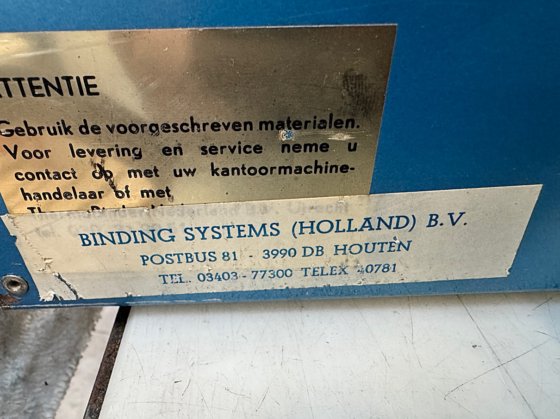 ATTENTIE
Gebruik de voorgeschreven materialen.
Voor levering en service neme u
contact op met uw kantoormachine-
handelaar of met
BINDING SYSTEMS (HOLLAND) B.V.
POSTBUS 81 - 3990 DB HOUTEN
TEL. 03403-77300 TELEX 40781